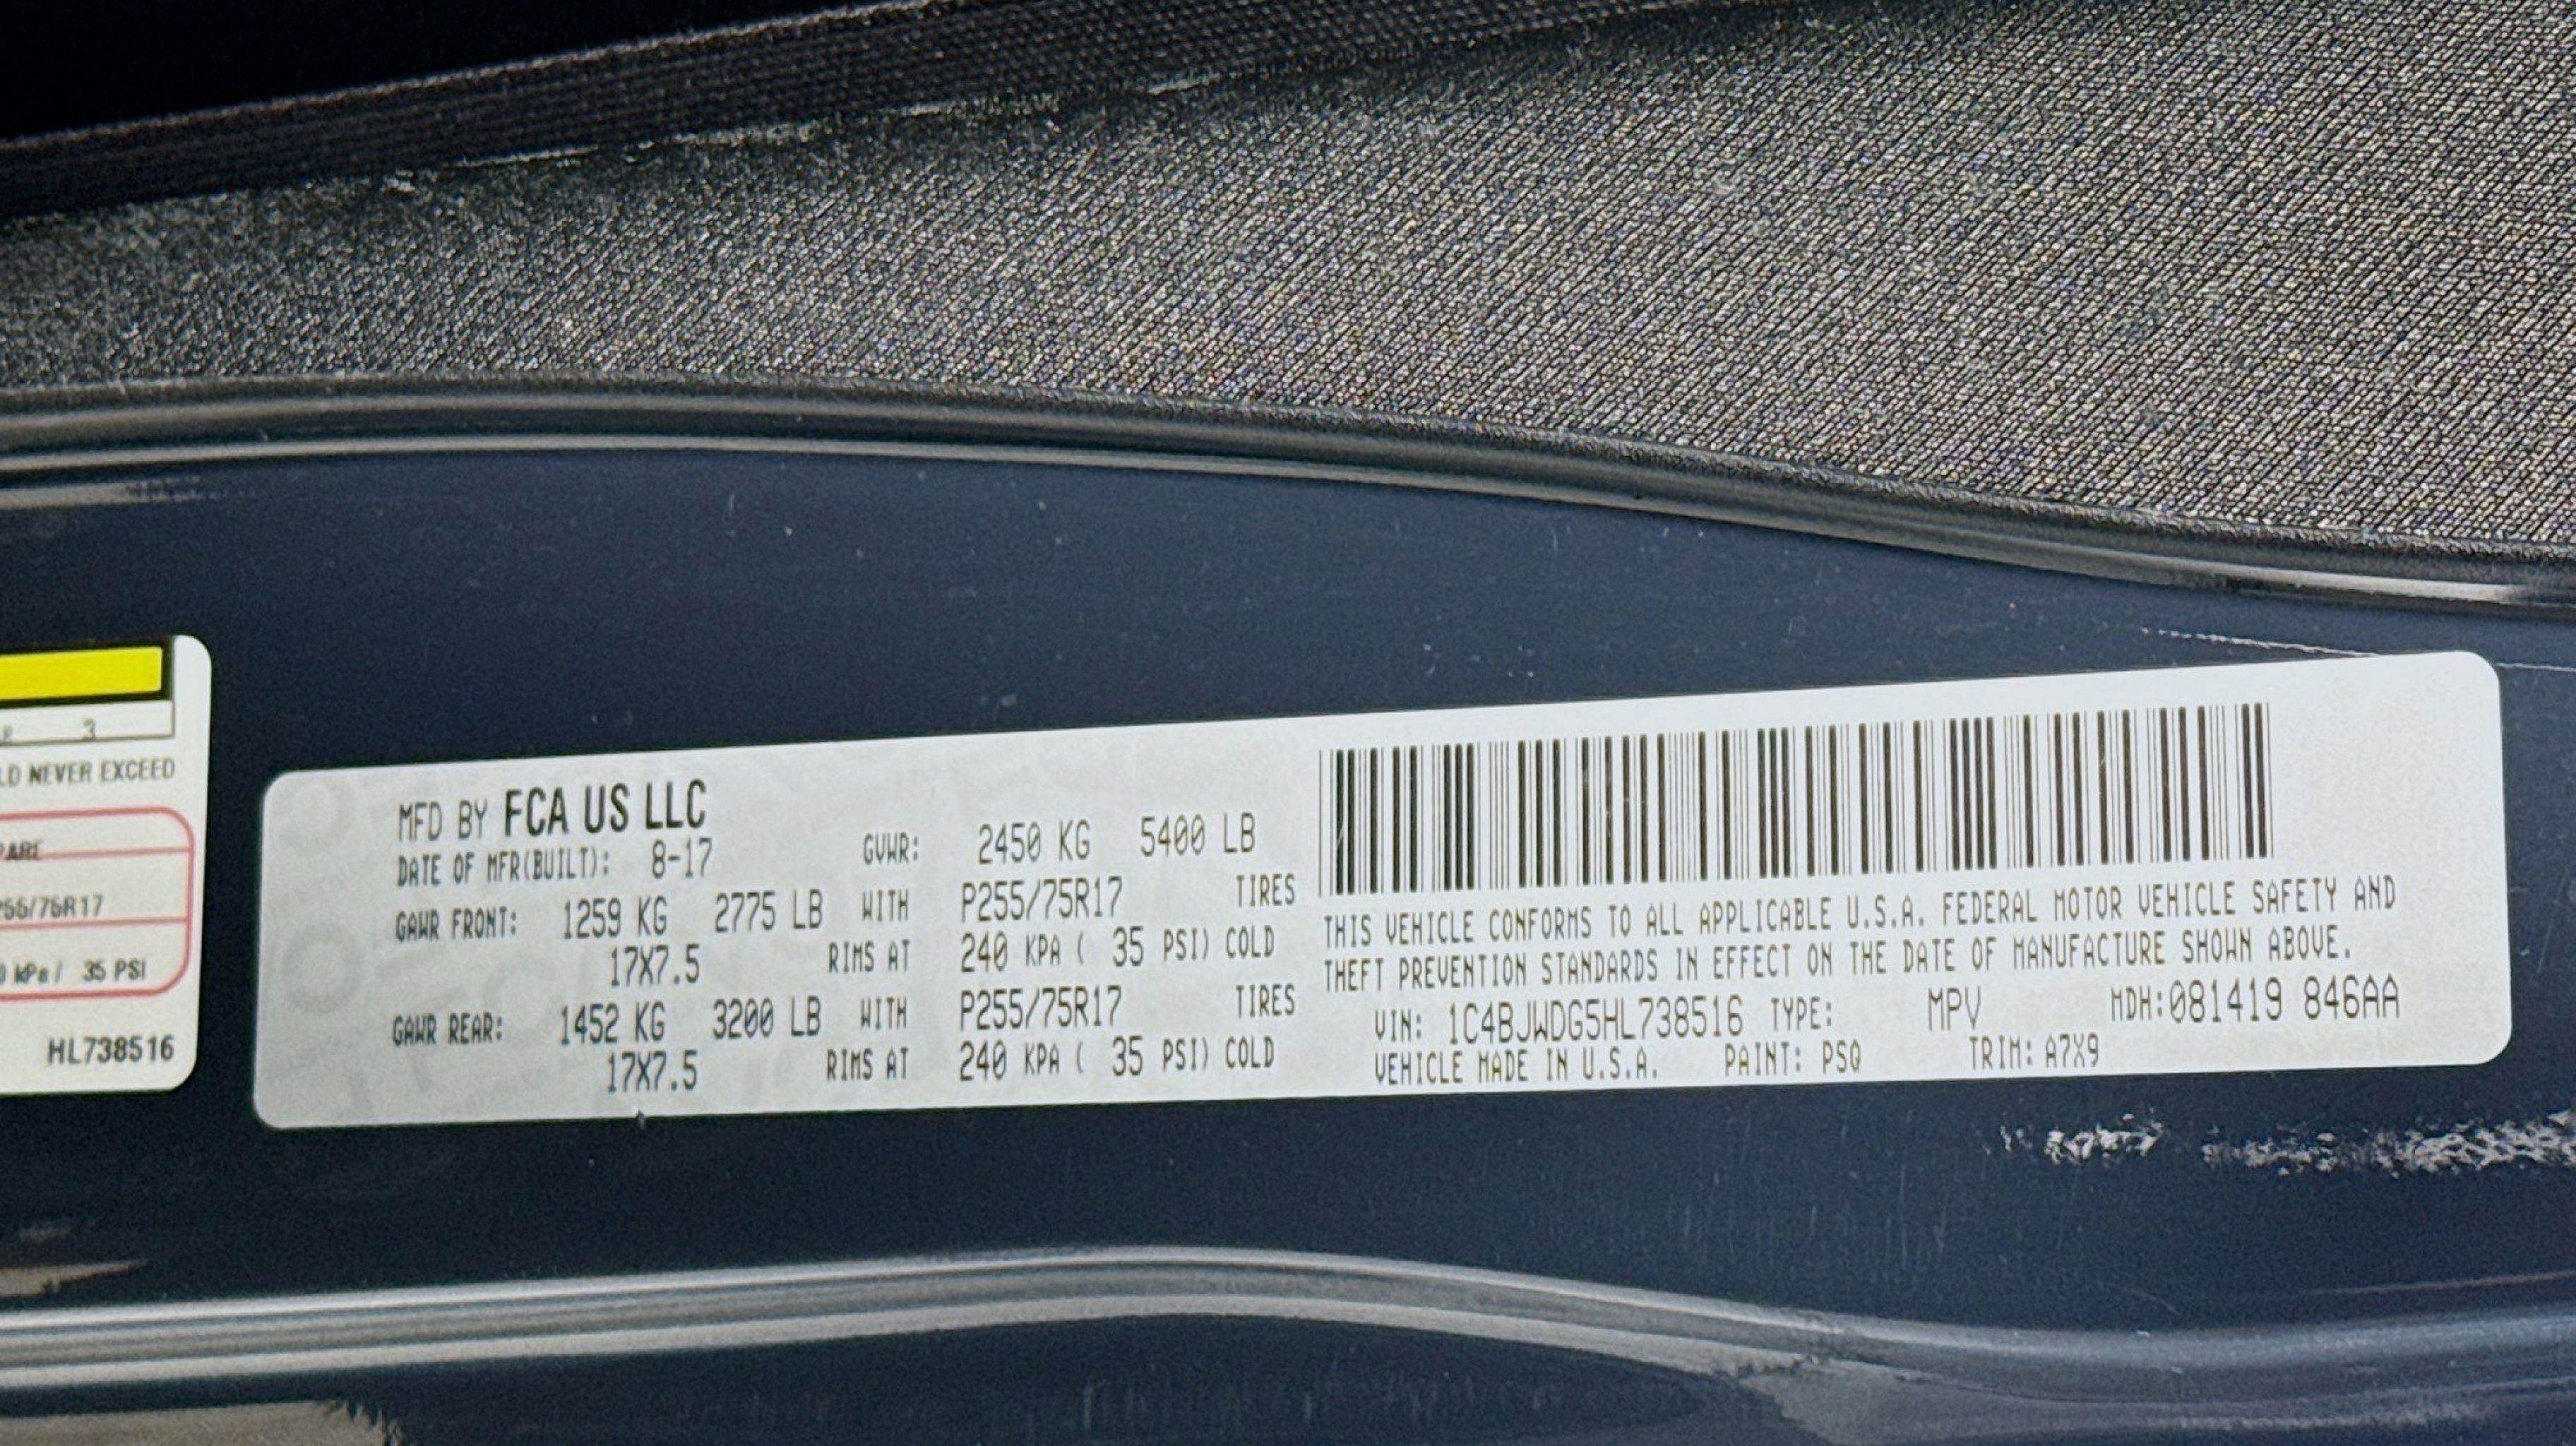 3
LD NEVER EXCEED
PARE
255/75R17
0 kPa / 35 PSI
HL738516
MFD BY FCA US LLC
DATE OF MFR(BUILT): 8-17 GVWR: 2450 KG 5400 LB
GAWR FRONT: 1259 KG 2775 LB WITH P255/75R17 TIRES
17X7.5 RIMS AT 240 KPA ( 35 PSI) COLD
GAWR REAR: 1452 KG 3200 LB WITH P255/75R17 TIRES
17X7.5 RIMS AT 240 KPA ( 35 PSI) COLD
THIS VEHICLE CONFORMS TO ALL APPLICABLE U.S.A. FEDERAL MOTOR VEHICLE SAFETY AND
THEFT PREVENTION STANDARDS IN EFFECT ON THE DATE OF MANUFACTURE SHOWN ABOVE.
VIN: 1C4BJWDG5HL738516 TYPE: MPV MDH:081419 846AA
VEHICLE MADE IN U.S.A. PAINT: PSQ TRIM: A7X9